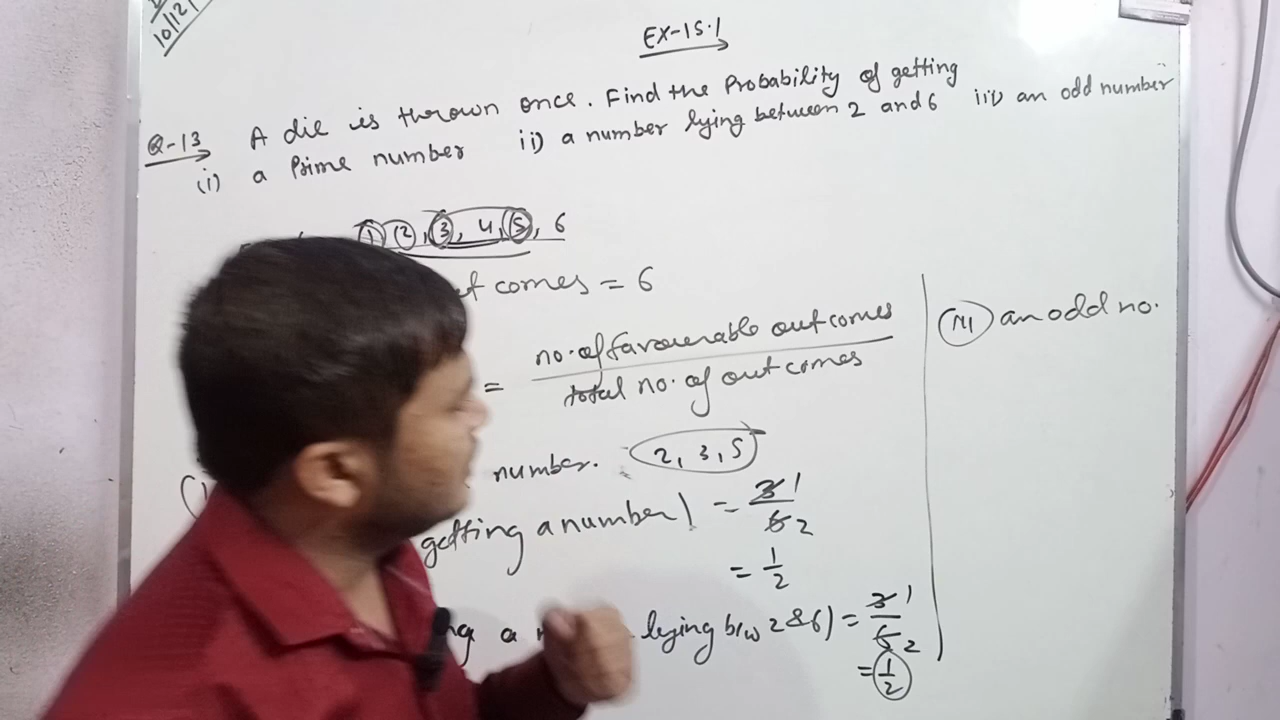 10/12/
EX-15.1
Q-13 A die is thrown once. Find the Probability of getting
(i) a Prime number ii) a number lying between 2 and 6 iii) an odd number
1 2, 3, 4, 5, 6
comes = 6
= no. of favourable outcomes
total no. of outcomes
number. 2, 3, 5
getting a number) = 3 1
6 2
= 1/2
a lying b/w 2 & 6) = 3 1
6 2
= 1/2
(iii) an odd no.